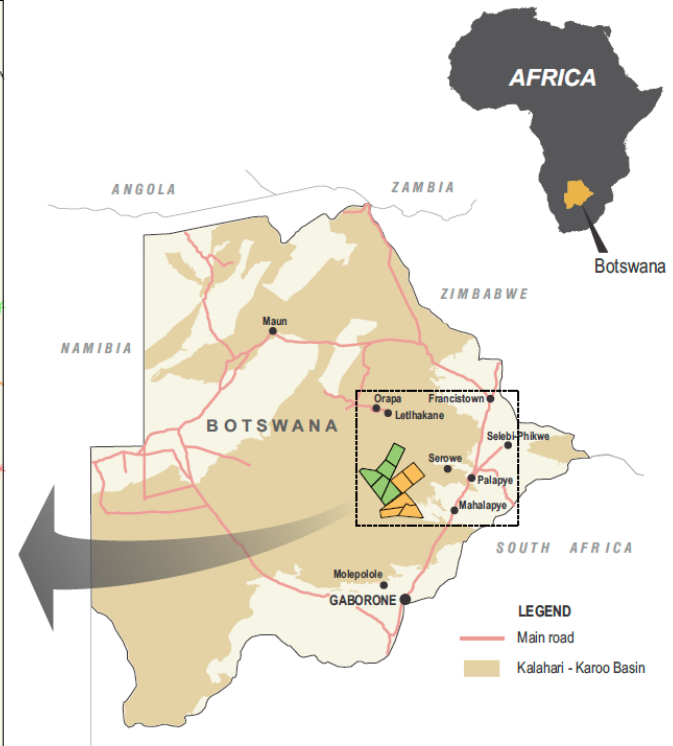 AFRICA
Botswana
ANGOLA
ZAMBIA
ZIMBABWE
NAMIBIA
Maun
Orapa
Francistown
Letlhakane
BOTSWANA
Selebi-Phikwe
Serowe
Palapye
Mahalapye
SOUTH AFRICA
Molepolole
GABORONE
LEGEND
Main road
Kalahari - Karoo Basin